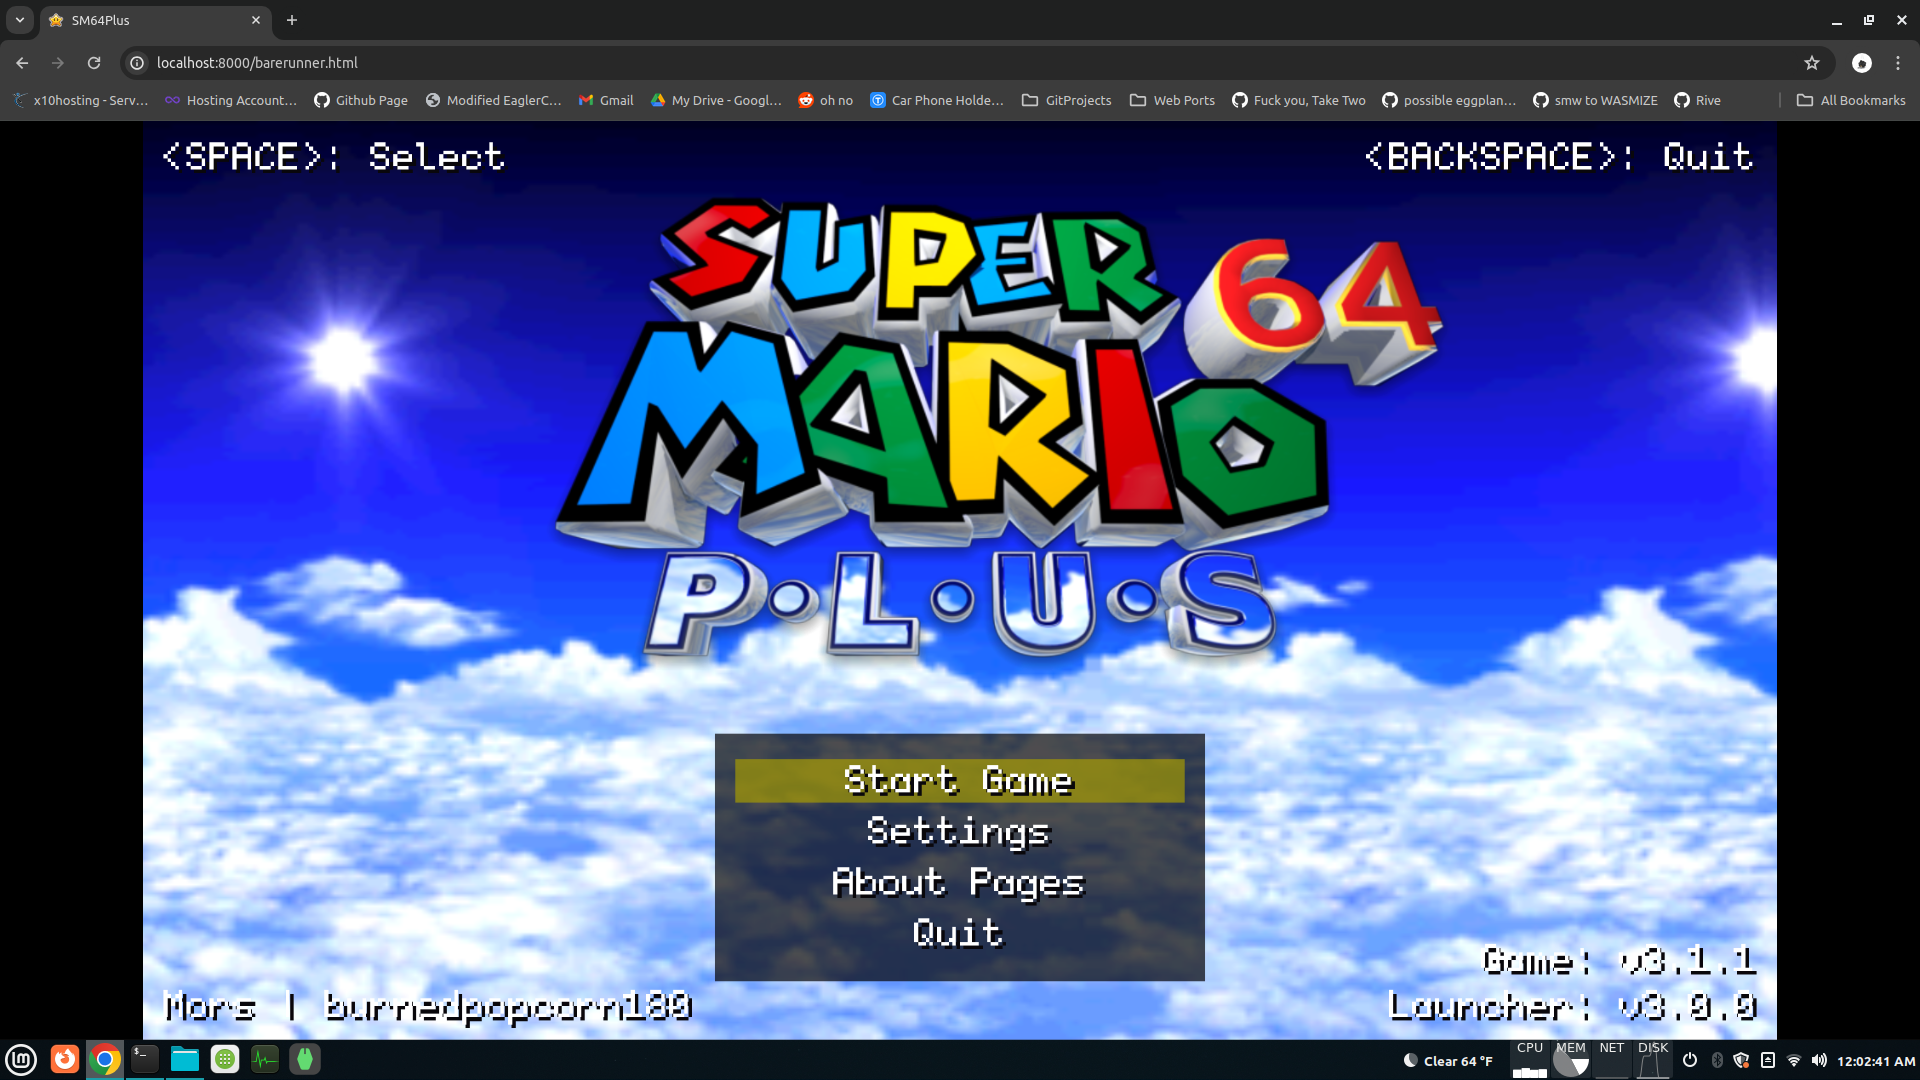 SM64Plus
localhost:8000/barerunner.html
x10hosting - Serv...
Hosting Account...
Github Page
Modified EaglerC...
Gmail
My Drive - Googl...
oh no
Car Phone Holde...
GitProjects
Web Ports
Fuck you, Take Two
possible eggplan...
smw to WASMIZE
Rive
All Bookmarks
<SPACE>: Select
<BACKSPACE>: Quit
SUPER
MARIO 64
P•L•U•S
Start Game
Settings
About Pages
Quit
Game: v3.1.1
Mors | burnedpopcorn180
Launcher: v3.0.0
Clear 64 °F
CPU
MEM
NET
DISK
12:02:41 AM